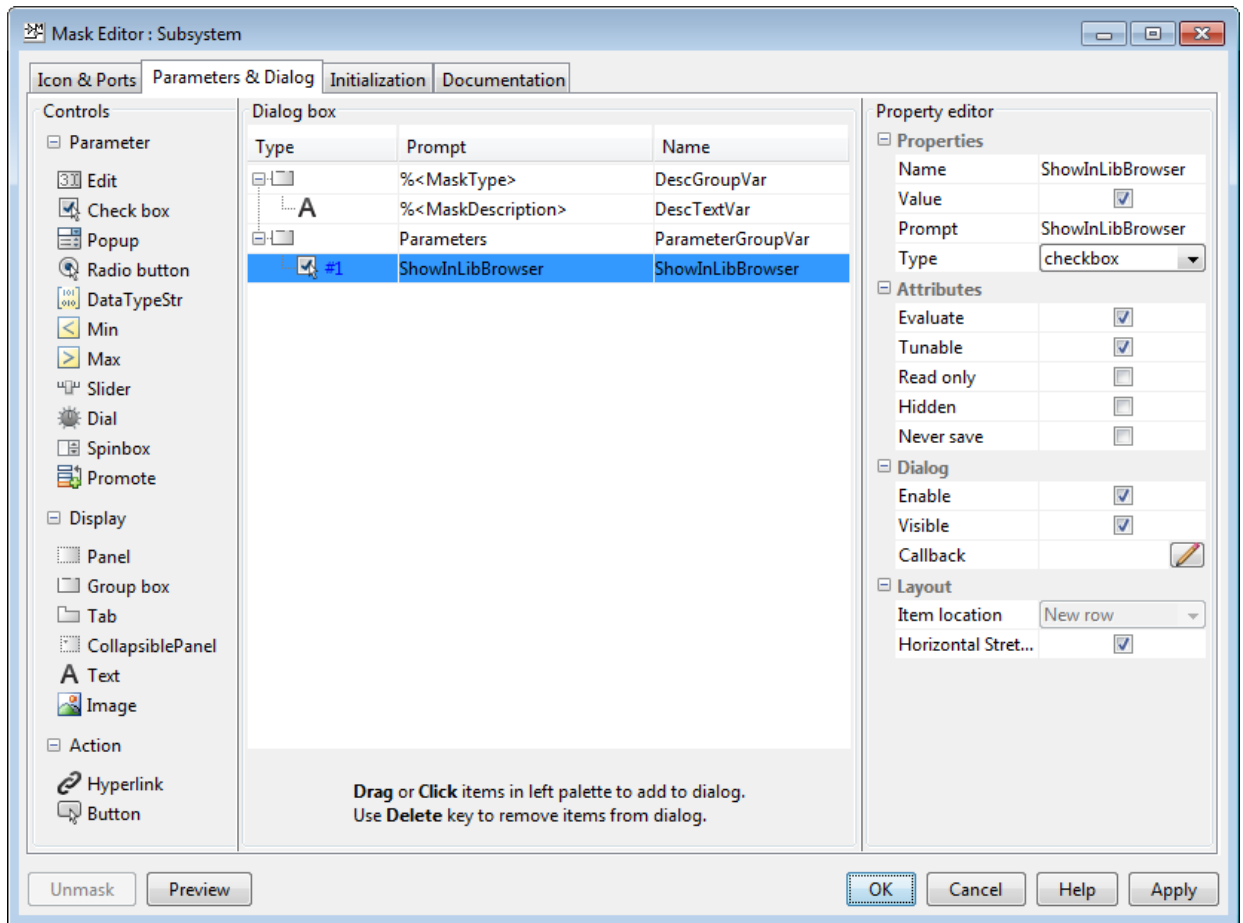 Mask Editor : Subsystem
Icon & Ports Parameters & Dialog Initialization Documentation
Controls
Parameter
Edit
Check box
Popup
Radio button
DataTypeStr
Min
Max
Slider
Dial
Spinbox
Promote
Display
Panel
Group box
Tab
CollapsiblePanel
A Text
Image
Action
Hyperlink
Button
Dialog box
Type Prompt Name
%<MaskType> DescGroupVar
A %<MaskDescription> DescTextVar
Parameters ParameterGroupVar
#1 ShowInLibBrowser ShowInLibBrowser
Drag or Click items in left palette to add to dialog.
Use Delete key to remove items from dialog.
Property editor
Properties
Name ShowInLibBrowser
Value
Prompt ShowInLibBrowser
Type checkbox
Attributes
Evaluate
Tunable
Read only
Hidden
Never save
Dialog
Enable
Visible
Callback
Layout
Item location New row
Horizontal Stret...
Unmask Preview OK Cancel Help Apply